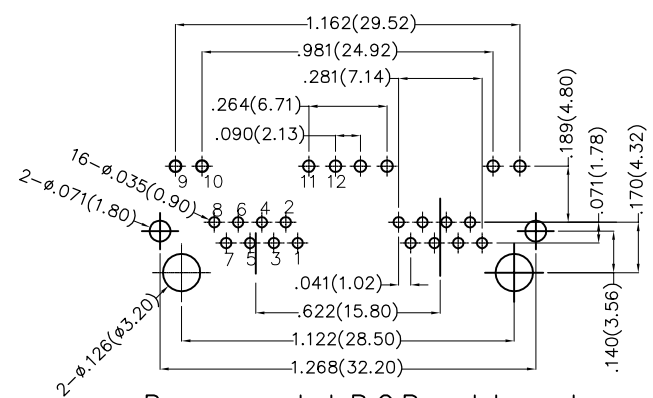 1.162(29.52)
.981(24.92)
.281(7.14)
.264(6.71)
.090(2.13)
.189(4.80)
.071(1.78)
.170(4.32)
16-ø.035(0.90)
2-ø.071(1.80)
9 10 11 12
8 6 4 2
7 5 3 1
.041(1.02)
.622(15.80)
.140(3.56)
2-ø.126(ø3.20)
1.122(28.50)
1.268(32.20)